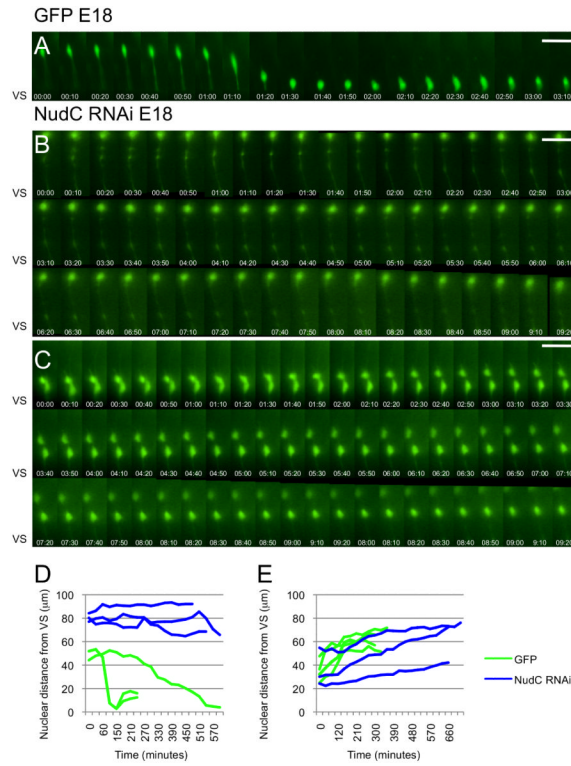 GFP E18
A
VS 00:00 00:10 00:20 00:30 00:40 00:50 01:00 01:10 01:20 01:30 01:40 01:50 02:00 02:10 02:20 02:30 02:40 02:50 03:00 03:10
NudC RNAi E18
B
VS 00:00 00:10 00:20 00:30 00:40 00:50 01:00 01:10 01:20 01:30 01:40 01:50 02:00 02:10 02:20 02:30 02:40 02:50 03:00
VS 03:10 03:20 03:30 03:40 03:50 04:00 04:10 04:20 04:30 04:40 04:50 05:00 05:10 05:20 05:30 05:40 05:50 06:00 06:10
VS 06:20 06:30 06:40 06:50 07:00 07:10 07:20 07:30 07:40 07:50 08:00 08:10 08:20 08:30 08:40 08:50 09:00 9:10 09:20
C
VS 00:00 00:10 00:20 00:30 00:40 00:50 01:00 01:10 01:20 01:30 01:40 01:50 02:00 02:10 02:20 02:30 02:40 02:50 03:00 03:10 03:20 03:30
VS 03:40 03:50 04:00 04:10 04:20 04:30 04:40 04:50 05:00 05:10 05:20 05:30 05:40 05:50 06:00 06:10 06:20 06:30 06:40 06:50 07:00 07:10
VS 07:20 07:30 07:40 07:50 08:00 08:10 08:20 08:30 08:40 08:50 09:00 9:10 09:20 08:10 08:20 08:30 08:40 08:50 09:00 9:10 09:20
D
Nuclear distance from VS (μm)
100
80
60
40
20
0
0 60 150 210 270 330 390 450 510 570
Time (minutes)
E
Nuclear distance from VS (μm)
100
80
60
40
20
0
0 120 210 300 390 480 570 660
Time (minutes)
GFP
NudC RNAi